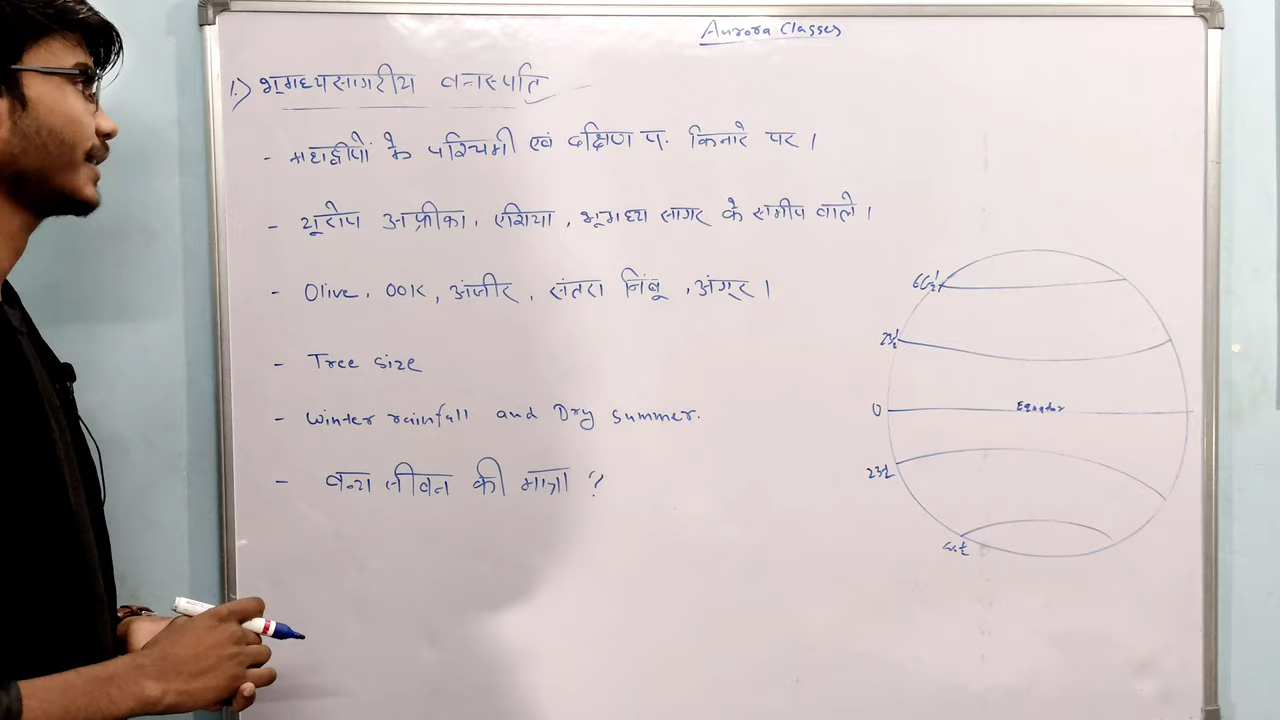 Aurora Classes
1.) भूमध्यसागरीय वनस्पति
- महाद्वीपों के पश्चिमी एवं दक्षिण प. किनारे पर ।
- यूरोप अफ्रीका, एशिया, भूमध्य सागर के समीप वाले ।
- Olive, OOK, अंजीर, संतरा निंबू, अंगूर ।
- Tree size
- Winter rainfall and Dry summer.
- वन्य जीवन की मात्रा ?
66½
23½
0 Equator
23½